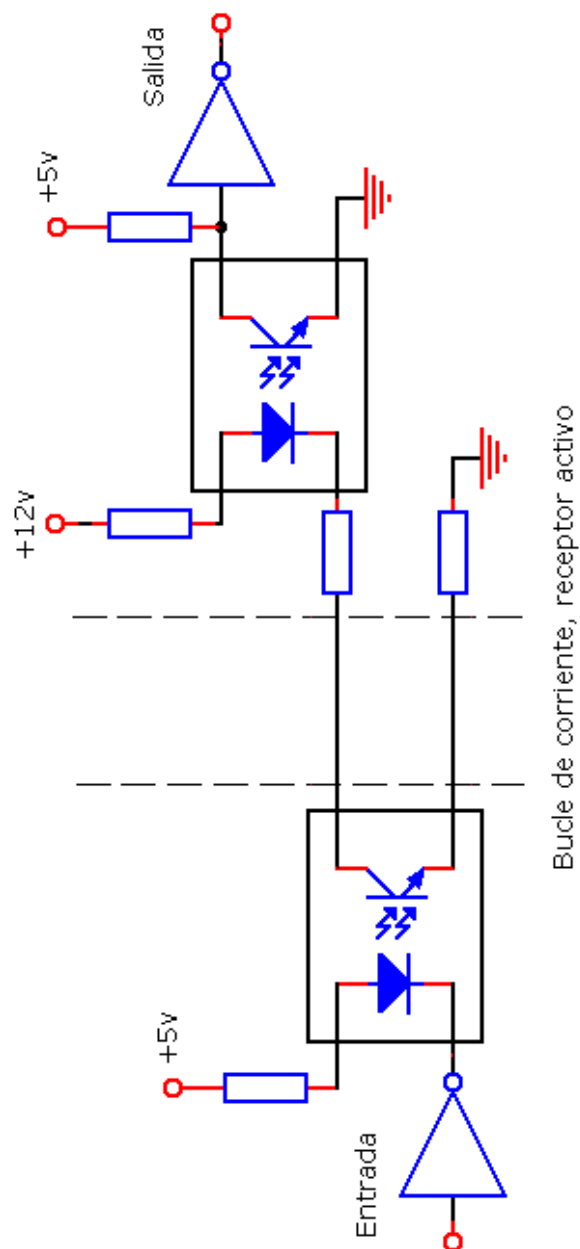 Entrada
+5v
+12v
+5v
Salida
Bucle de corriente, receptor activo